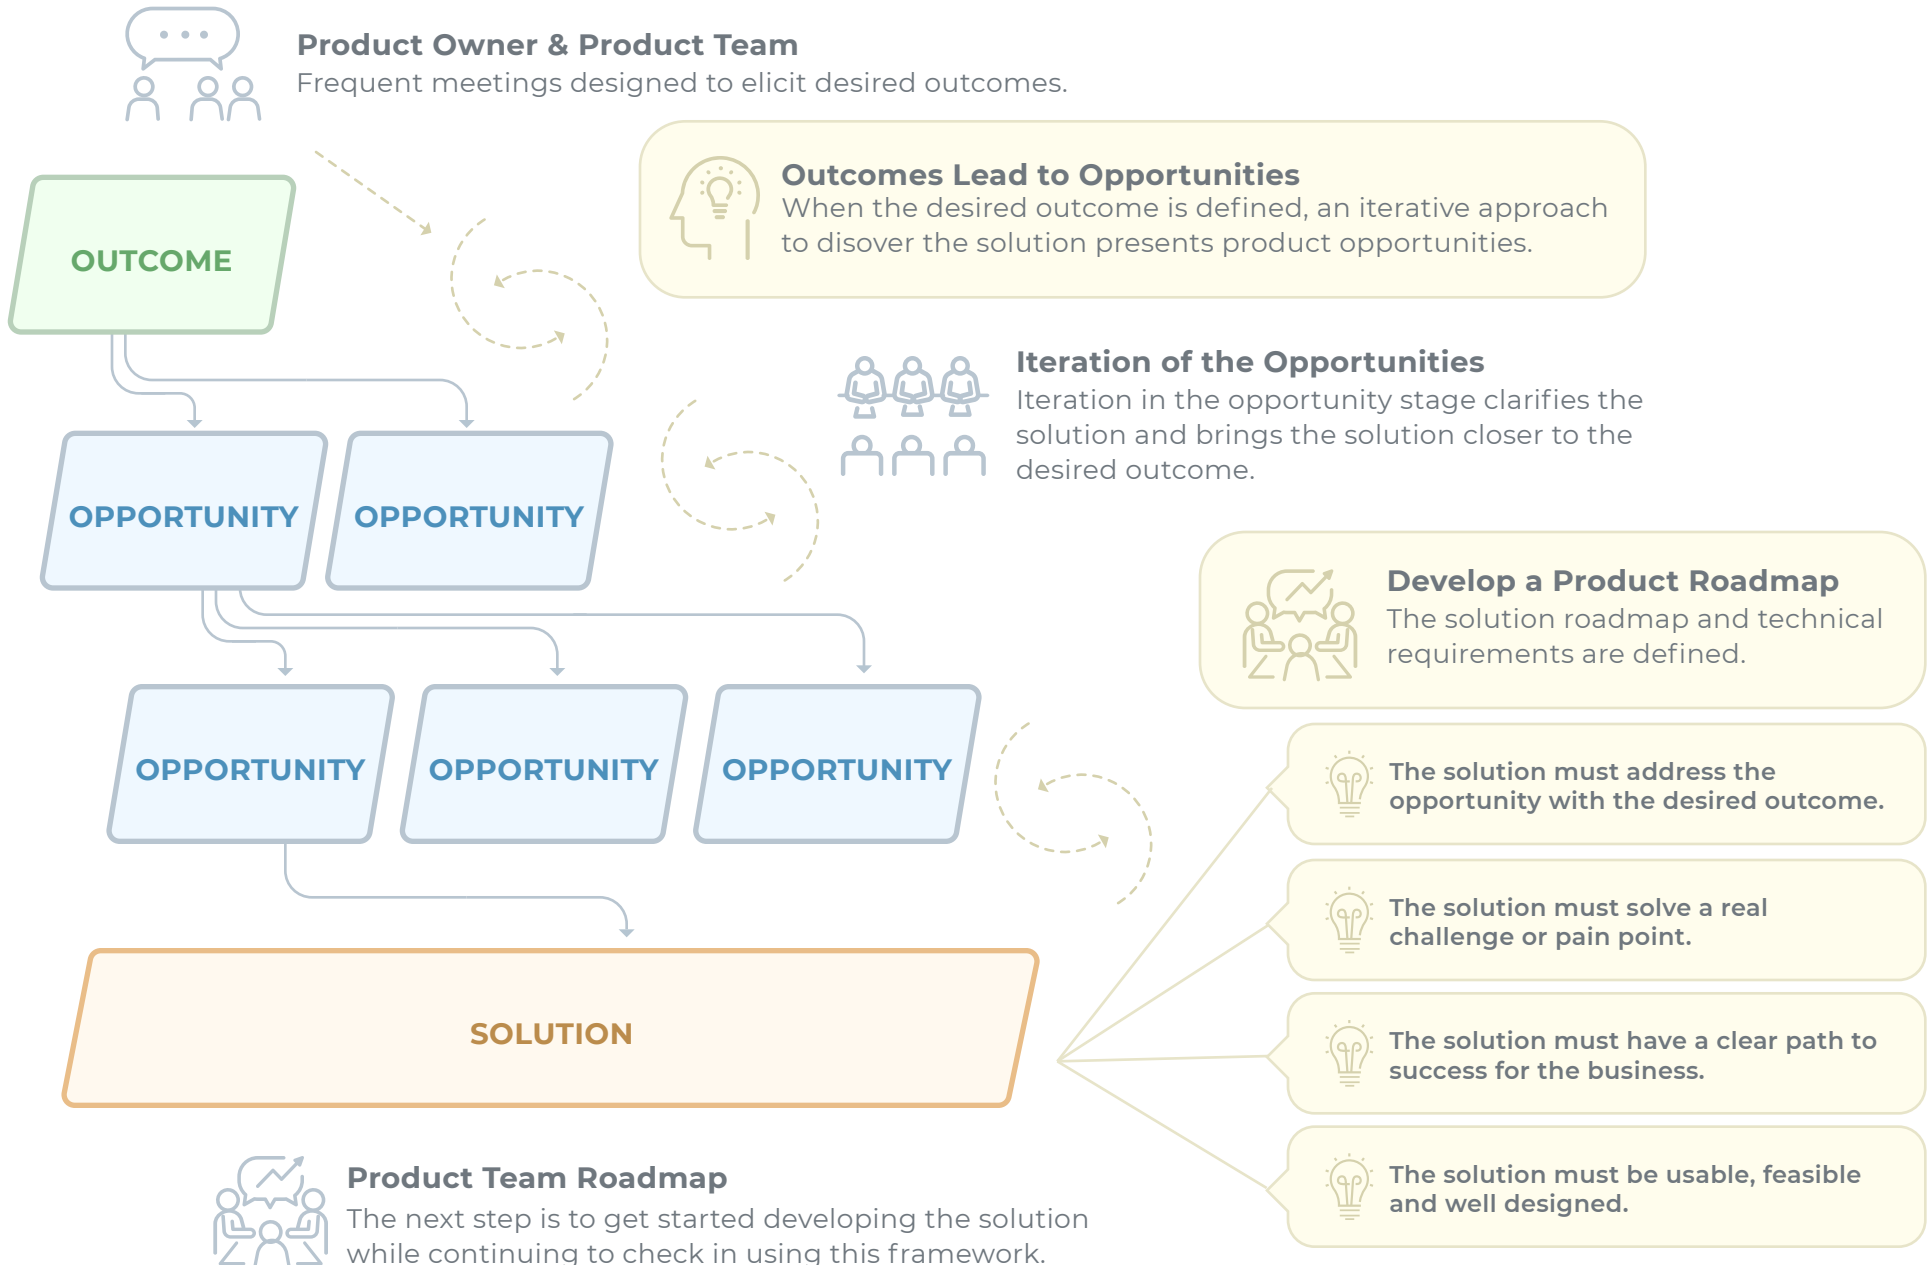 Product Owner & Product Team
Frequent meetings designed to elicit desired outcomes.
Outcomes Lead to Opportunities
When the desired outcome is defined, an iterative approach
to disover the solution presents product opportunities.
OUTCOME
Iteration of the Opportunities
Iteration in the opportunity stage clarifies the
solution and brings the solution closer to the
desired outcome.
OPPORTUNITY OPPORTUNITY
Develop a Product Roadmap
The solution roadmap and technical
requirements are defined.
OPPORTUNITY OPPORTUNITY OPPORTUNITY
The solution must address the
opportunity with the desired outcome.
The solution must solve a real
challenge or pain point.
SOLUTION
The solution must have a clear path to
success for the business.
The solution must be usable, feasible
and well designed.
Product Team Roadmap
The next step is to get started developing the solution
while continuing to check in using this framework.